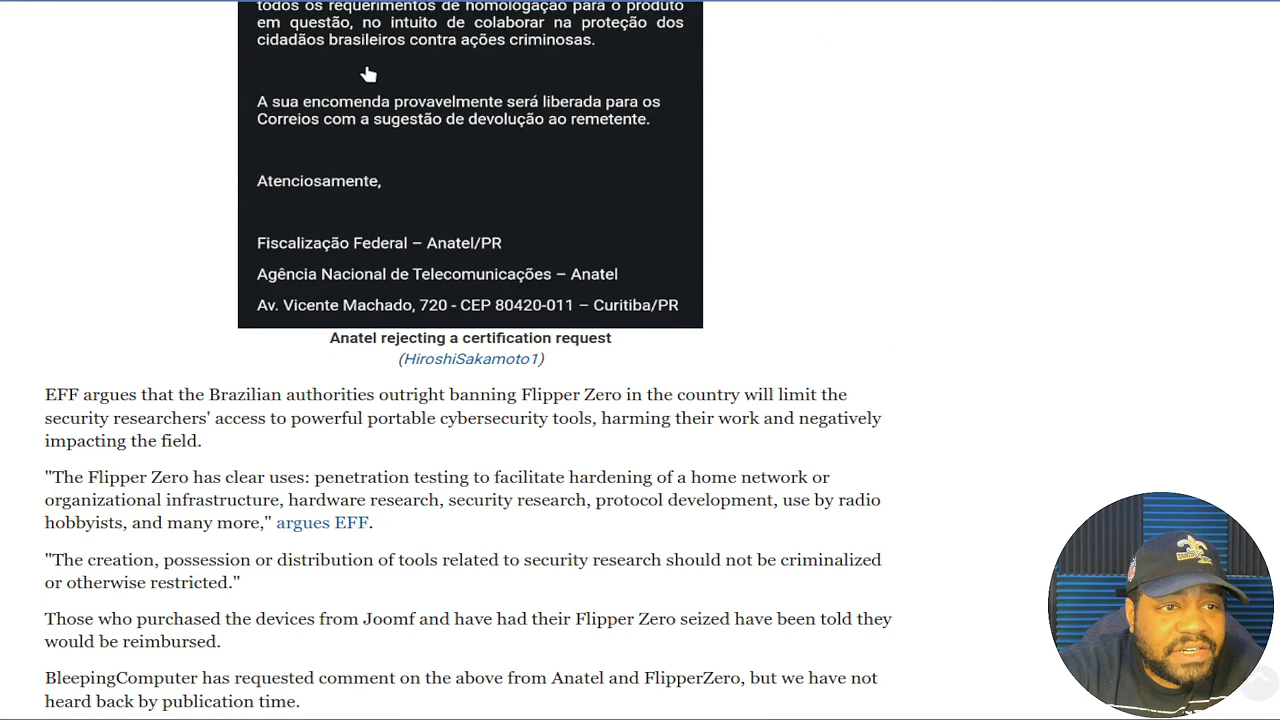 todos os requerimentos de homologação para o produto
em questão, no intuito de colaborar na proteção dos
cidadãos brasileiros contra ações criminosas.
A sua encomenda provavelmente será liberada para os
Correios com a sugestão de devolução ao remetente.
Atenciosamente,
Fiscalização Federal – Anatel/PR
Agência Nacional de Telecomunicações – Anatel
Av. Vicente Machado, 720 - CEP 80420-011 – Curitiba/PR
Anatel rejecting a certification request
(HiroshiSakamoto1)
EFF argues that the Brazilian authorities outright banning Flipper Zero in the country will limit the
security researchers' access to powerful portable cybersecurity tools, harming their work and negatively
impacting the field.
"The Flipper Zero has clear uses: penetration testing to facilitate hardening of a home network or
organizational infrastructure, hardware research, security research, protocol development, use by radio
hobbyists, and many more," argues EFF.
"The creation, possession or distribution of tools related to security research should not be criminalized
or otherwise restricted."
Those who purchased the devices from Joomf and have had their Flipper Zero seized have been told they
would be reimbursed.
BleepingComputer has requested comment on the above from Anatel and FlipperZero, but we have not
heard back by publication time.